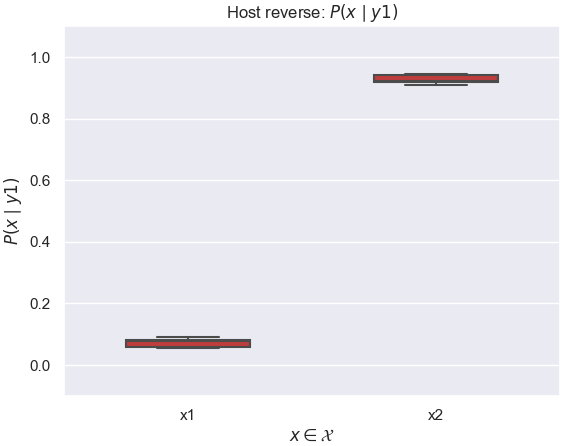 Host reverse: P(x | y1)
1.0
0.8
0.6
0.4
0.2
0.0
P(x | y1)
x1 x2
x ∈ 𝒳